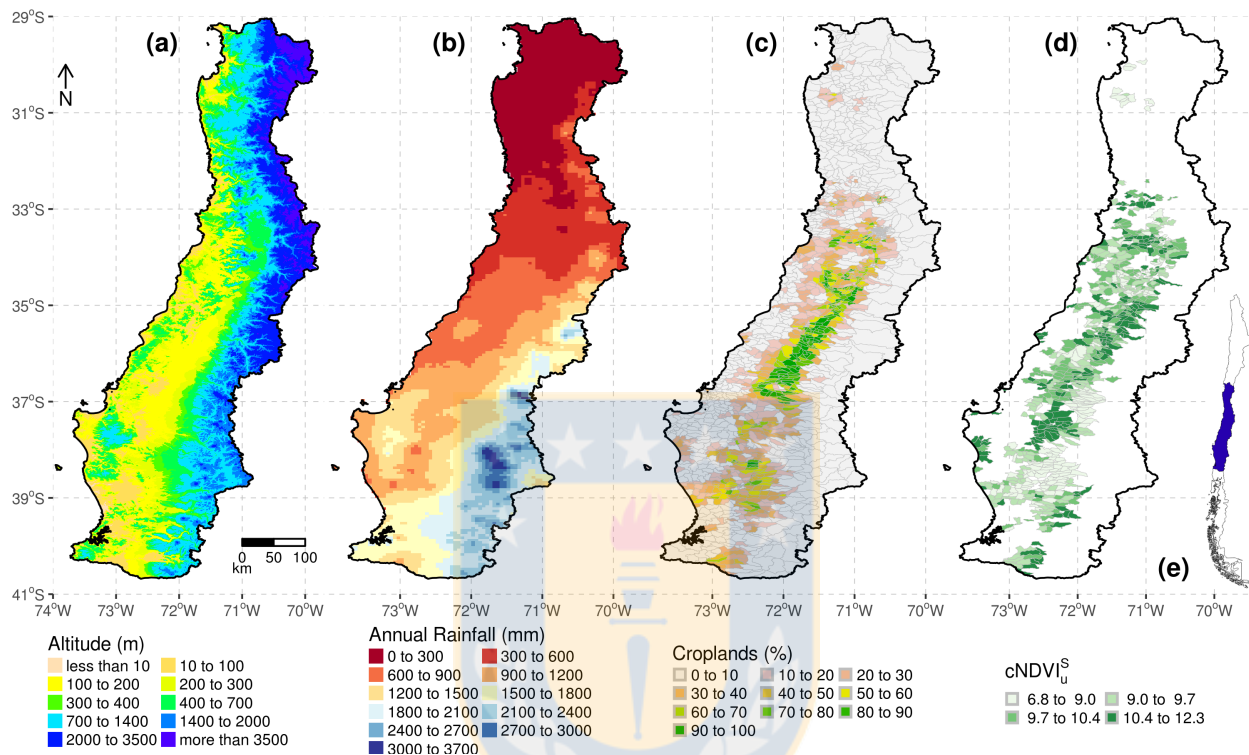 29°S
31°S
33°S
35°S
37°S
39°S
41°S
(a)
(b)
(c)
(d)
(e)
N
0 50 100
km
74°W 73°W 72°W 71°W 70°W
73°W 72°W 71°W 70°W
73°W 72°W 71°W 70°W
73°W 72°W 71°W 70°W
Altitude (m)
less than 10 10 to 100
100 to 200 200 to 300
300 to 400 400 to 700
700 to 1400 1400 to 2000
2000 to 3500 more than 3500
Annual Rainfall (mm)
0 to 300 300 to 600
600 to 900 900 to 1200
1200 to 1500 1500 to 1800
1800 to 2100 2100 to 2400
2400 to 2700 2700 to 3000
3000 to 3700
Croplands (%)
0 to 10 10 to 20 20 to 30
30 to 40 40 to 50 50 to 60
60 to 70 70 to 80 80 to 90
90 to 100
cNDVI_u^S
6.8 to 9.0 9.0 to 9.7
9.7 to 10.4 10.4 to 12.3